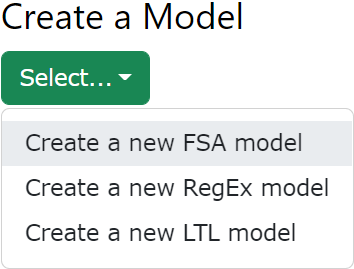 Create a Model
Select...
Create a new FSA model
Create a new RegEx model
Create a new LTL model